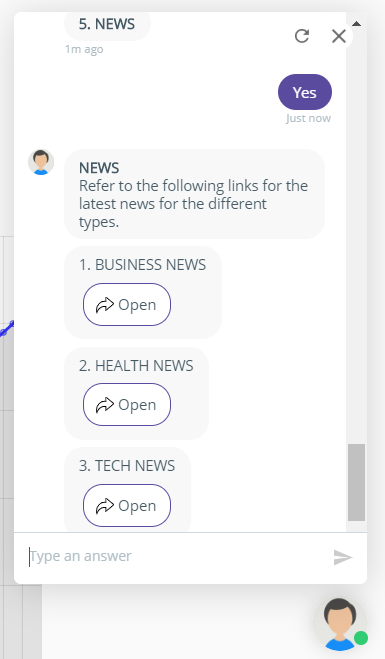 5. NEWS
1m ago
Yes
Just now
NEWS
Refer to the following links for the
latest news for the different
types.
1. BUSINESS NEWS
Open
2. HEALTH NEWS
Open
3. TECH NEWS
Open
Type an answer